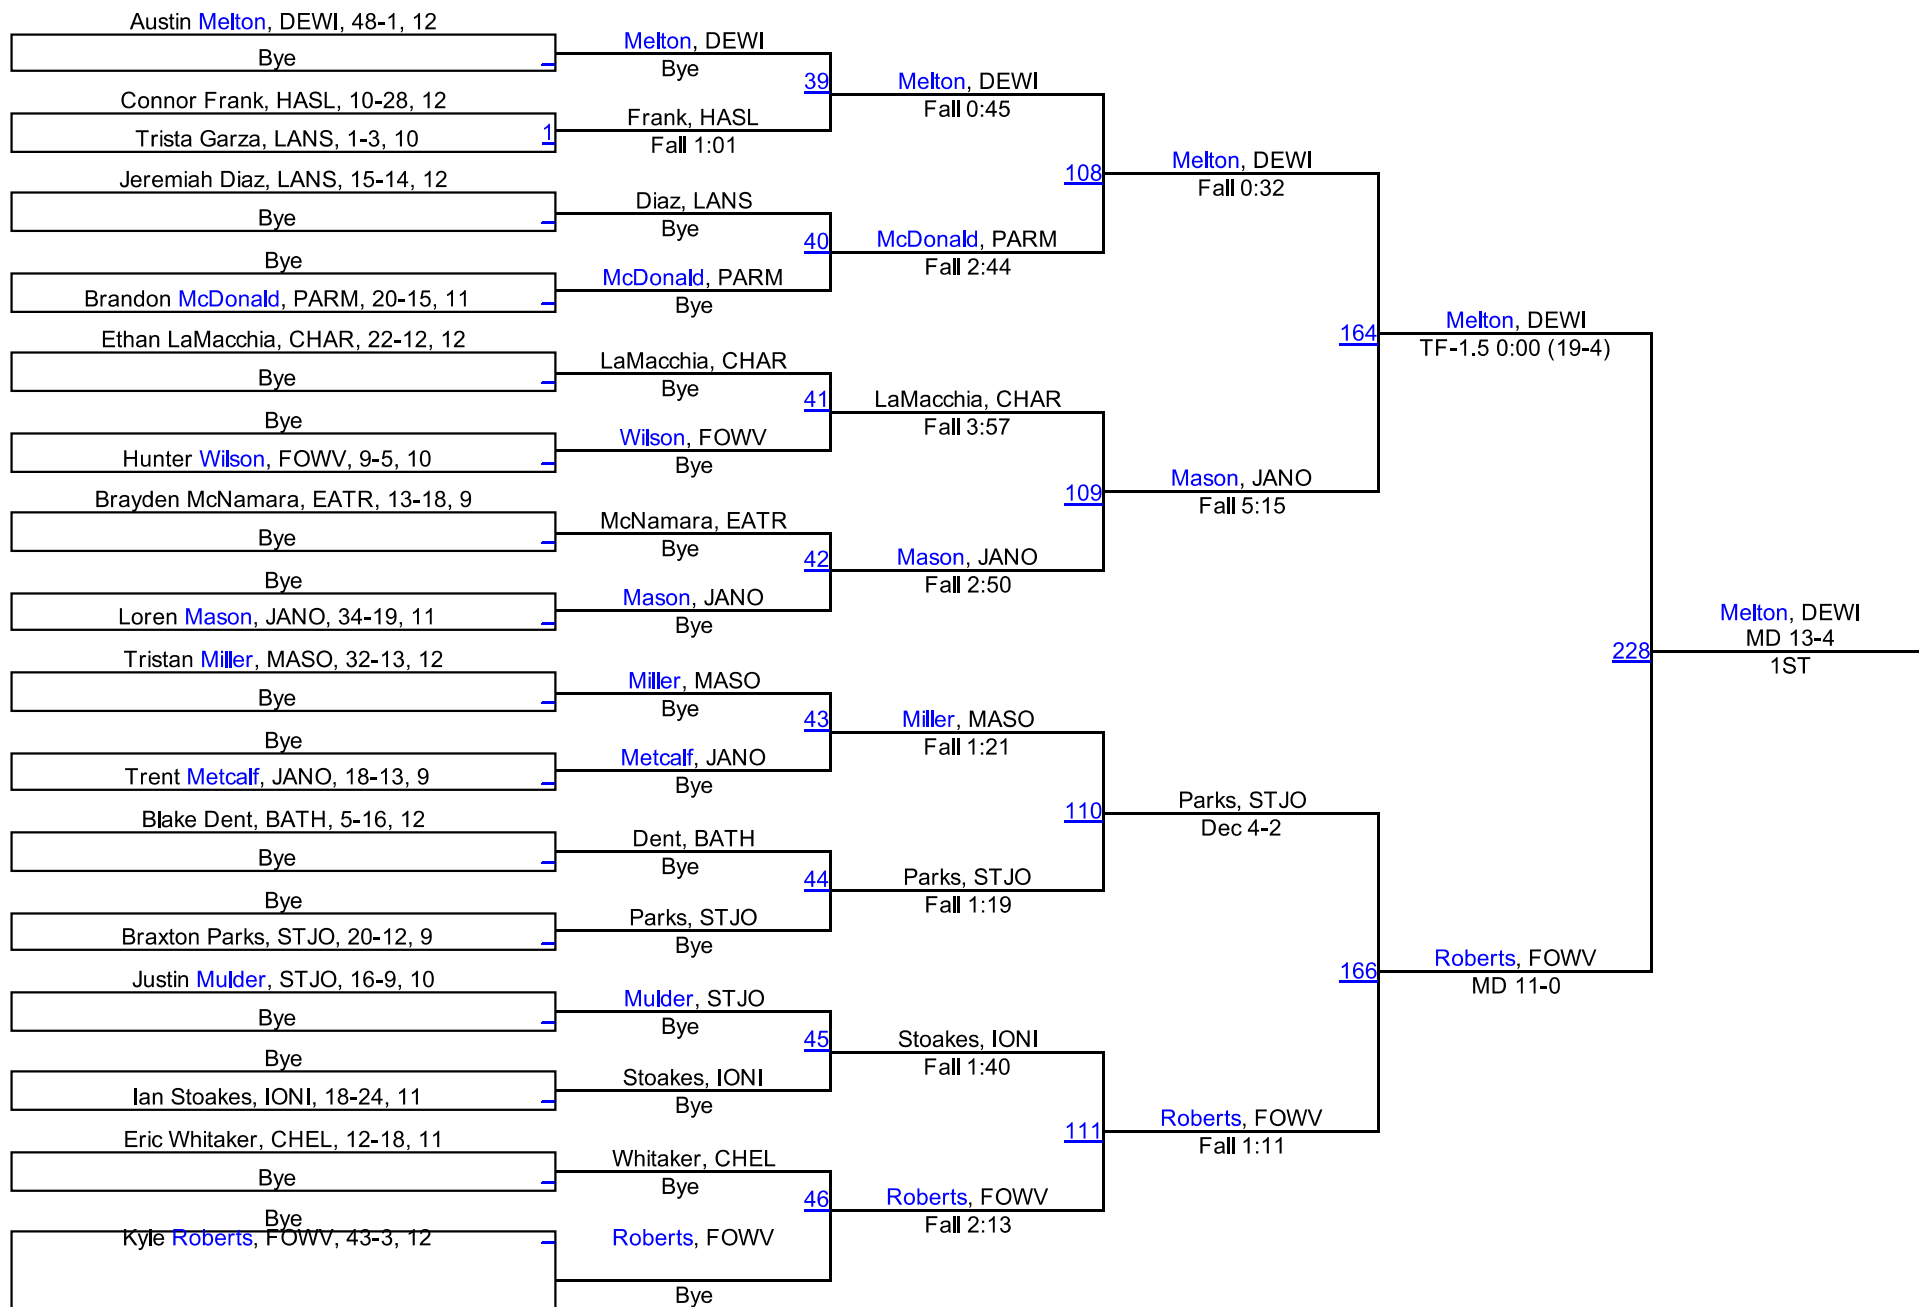 Austin Melton, DEWI, 48-1, 12
Bye
Connor Frank, HASL, 10-28, 12
Trista Garza, LANS, 1-3, 10
1
Jeremiah Diaz, LANS, 15-14, 12
Bye
Bye
Brandon McDonald, PARM, 20-15, 11
Ethan LaMacchia, CHAR, 22-12, 12
Bye
Bye
Hunter Wilson, FOWV, 9-5, 10
Brayden McNamara, EATR, 13-18, 9
Bye
Bye
Loren Mason, JANO, 34-19, 11
Tristan Miller, MASO, 32-13, 12
Bye
Bye
Trent Metcalf, JANO, 18-13, 9
Blake Dent, BATH, 5-16, 12
Bye
Bye
Braxton Parks, STJO, 20-12, 9
Justin Mulder, STJO, 16-9, 10
Bye
Bye
Ian Stoakes, IONI, 18-24, 11
Eric Whitaker, CHEL, 12-18, 11
Bye
Bye
Kyle Roberts, FOWV, 43-3, 12
Melton, DEWI
Bye
39
Frank, HASL
Fall 1:01
Diaz, LANS
Bye
40
McDonald, PARM
Bye
LaMacchia, CHAR
Bye
41
Wilson, FOWV
Bye
McNamara, EATR
Bye
42
Mason, JANO
Bye
Miller, MASO
Bye
43
Metcalf, JANO
Bye
Dent, BATH
Bye
44
Parks, STJO
Bye
Mulder, STJO
Bye
45
Stoakes, IONI
Bye
Whitaker, CHEL
Bye
46
Roberts, FOWV
Bye
Melton, DEWI
Fall 0:45
108
McDonald, PARM
Fall 2:44
LaMacchia, CHAR
Fall 3:57
109
Mason, JANO
Fall 2:50
Miller, MASO
Fall 1:21
110
Parks, STJO
Fall 1:19
Stoakes, IONI
Fall 1:40
111
Roberts, FOWV
Fall 2:13
Melton, DEWI
Fall 0:32
164
Mason, JANO
Fall 5:15
Parks, STJO
Dec 4-2
166
Roberts, FOWV
Fall 1:11
Melton, DEWI
TF-1.5 0:00 (19-4)
228
Roberts, FOWV
MD 11-0
Melton, DEWI
MD 13-4
1ST